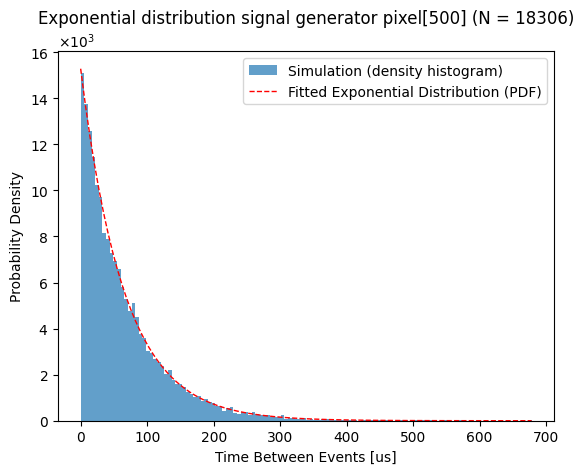 Exponential distribution signal generator pixel[500] (N = 18306)
×10³
16
14
12
10
8
6
4
2
0
Probability Density
Simulation (density histogram)
Fitted Exponential Distribution (PDF)
0 100 200 300 400 500 600 700
Time Between Events [us]